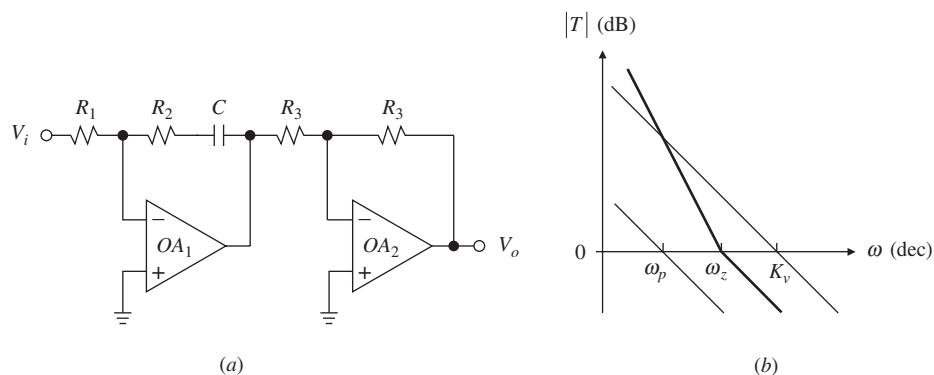 R1 R2 C R3 R3
Vi
OA1
OA2
Vo
−
+
−
+
(a)
|T| (dB)
0
ωp ωz Kv
ω (dec)
(b)